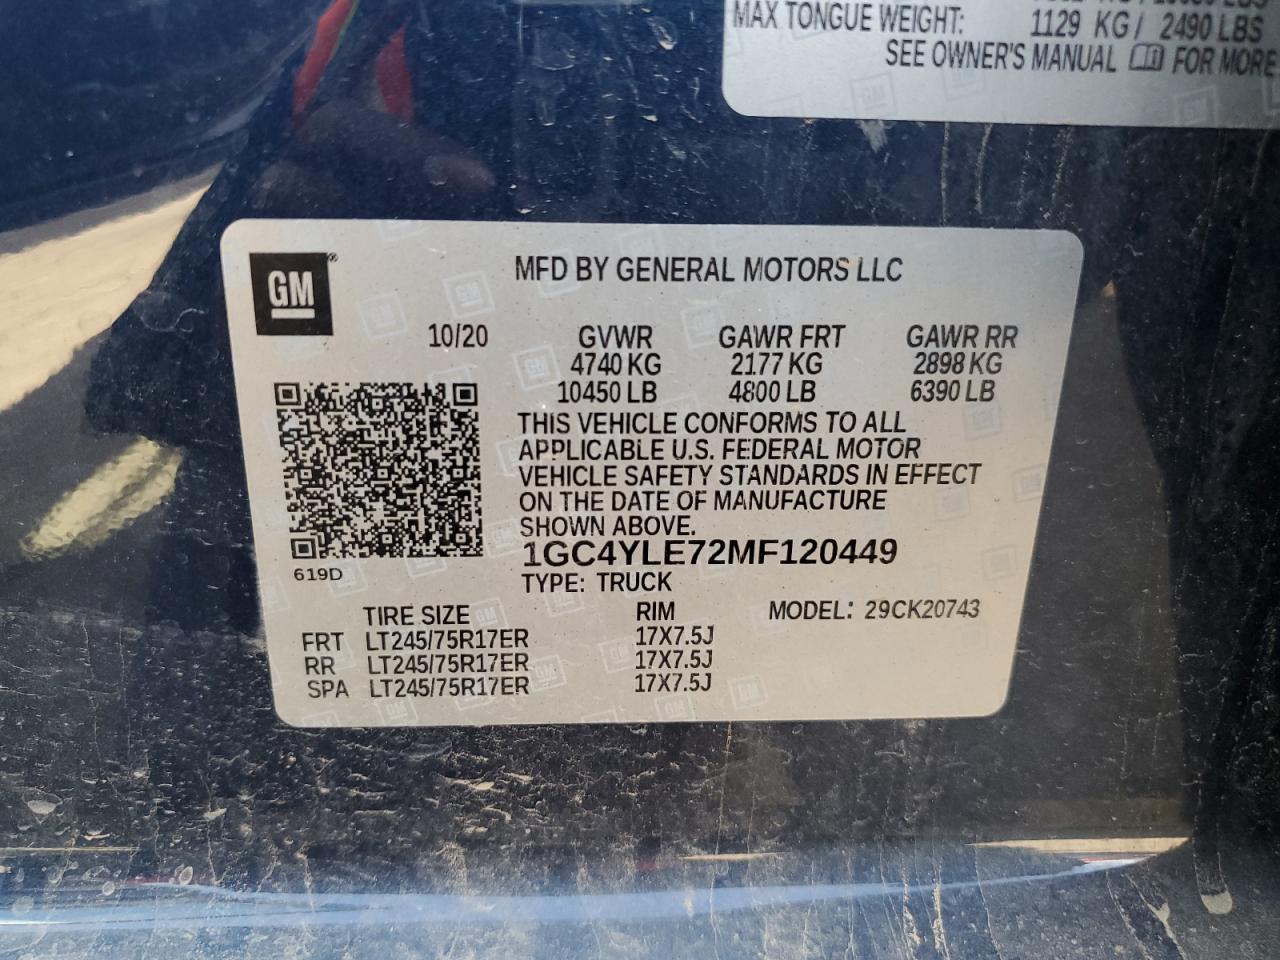 MAX TONGUE WEIGHT: 1129 KG / 2490 LBS
SEE OWNER'S MANUAL FOR MORE
GM®
MFD BY GENERAL MOTORS LLC
10/20 GVWR GAWR FRT GAWR RR
4740 KG 2177 KG 2898 KG
10450 LB 4800 LB 6390 LB
THIS VEHICLE CONFORMS TO ALL
APPLICABLE U.S. FEDERAL MOTOR
VEHICLE SAFETY STANDARDS IN EFFECT
ON THE DATE OF MANUFACTURE
SHOWN ABOVE.
1GC4YLE72MF120449
619D
TYPE: TRUCK
TIRE SIZE RIM MODEL: 29CK20743
FRT LT245/75R17ER 17X7.5J
RR LT245/75R17ER 17X7.5J
SPA LT245/75R17ER 17X7.5J